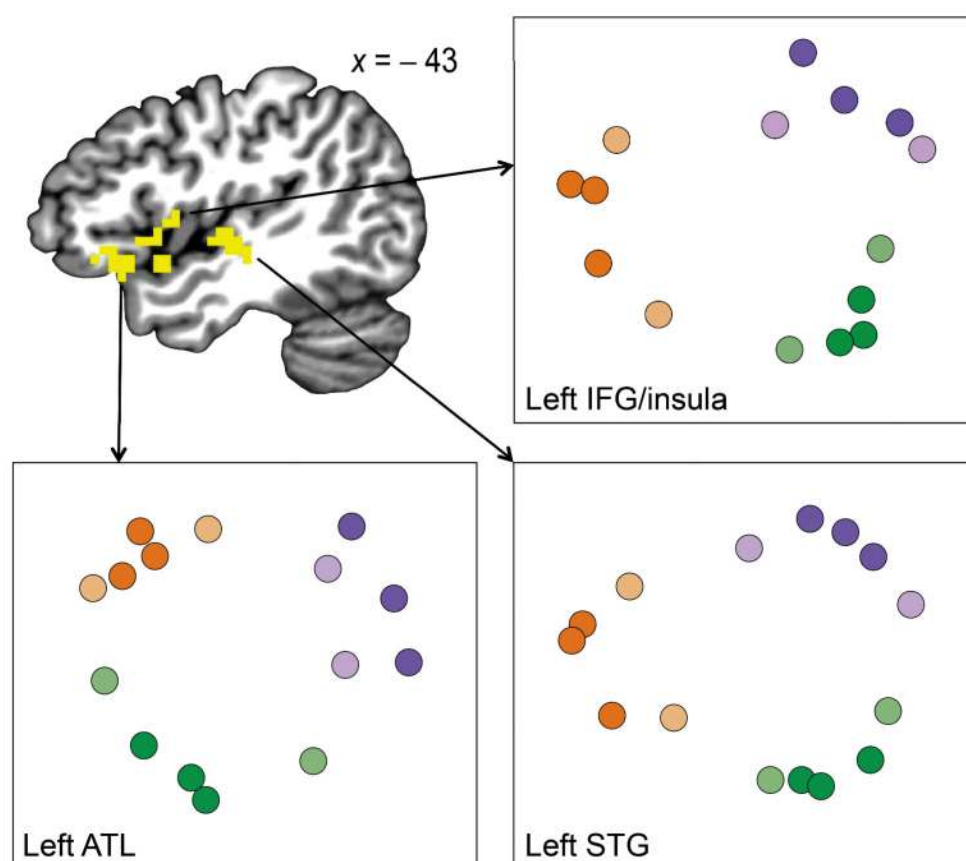 x = – 43
Left IFG/insula
Left ATL
Left STG